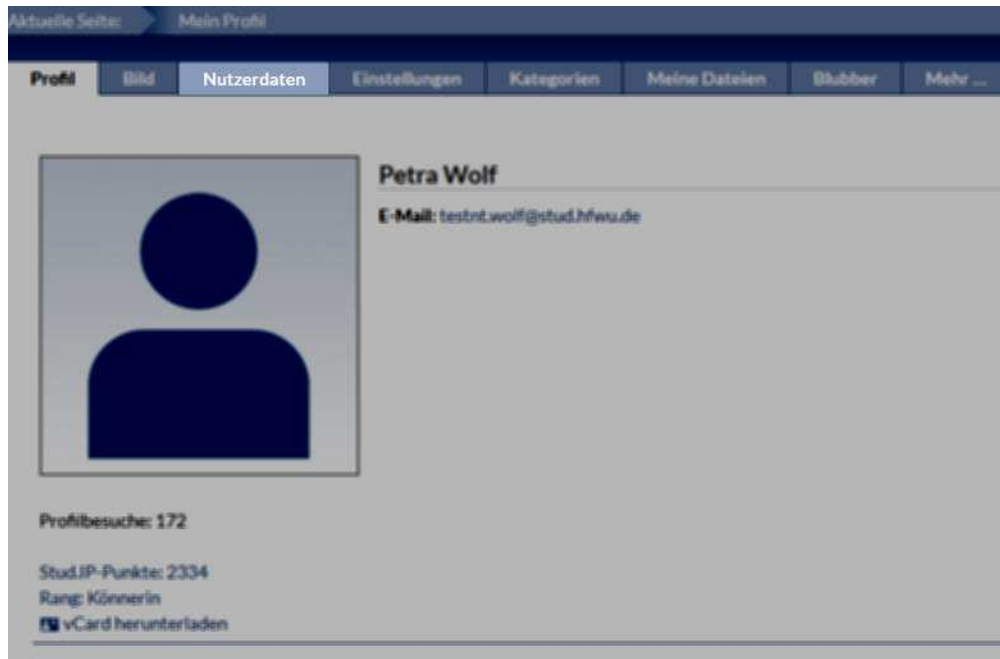 Aktuelle Seite: Mein Profil
Profil Bild Nutzerdaten Einstellungen Kategorien Meine Dateien Blubber Mehr ...
Petra Wolf
E-Mail: testnt.wolf@stud.hfwu.de
Profilbesuche: 172
Stud.IP-Punkte: 2334
Rang: Könnerin
vCard herunterladen